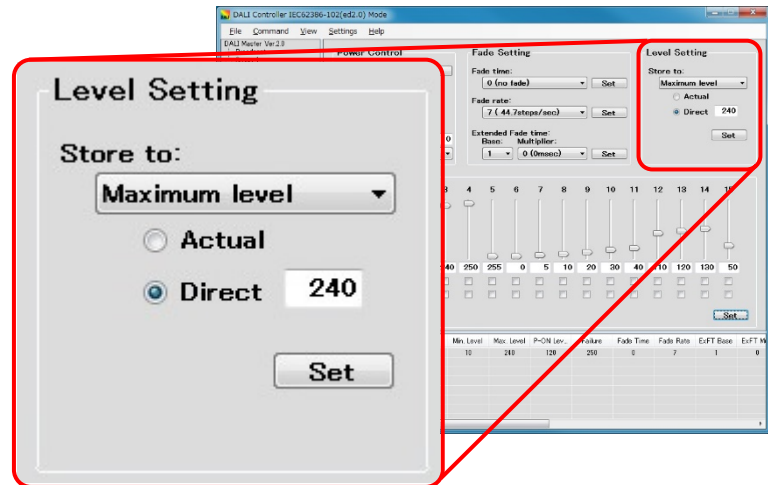 DALI Controller IEC62386-102(ed2.0) Mode
File Command View Settings Help
DALI Master Ver.2.0
Power Control
Fade Setting
Fade time:
0 (no fade) Set
Fade rate:
7 ( 44.7steps/sec) Set
Extended Fade time:
Base: Multiplier:
1 0 (0msec) Set
Level Setting
Store to:
Maximum level
Actual
Direct 240
Set
Level Setting
Store to:
Maximum level
Actual
Direct 240
Set
4 5 6 7 8 9 10 11 12 13 14
250 255 0 5 10 20 30 40 110 120 130 50
Set
Min. Level Max. Level P-ON Lev... Failure Fade Time Fade Rate ExFT Base ExFT M
10 240 120 250 0 7 1 0